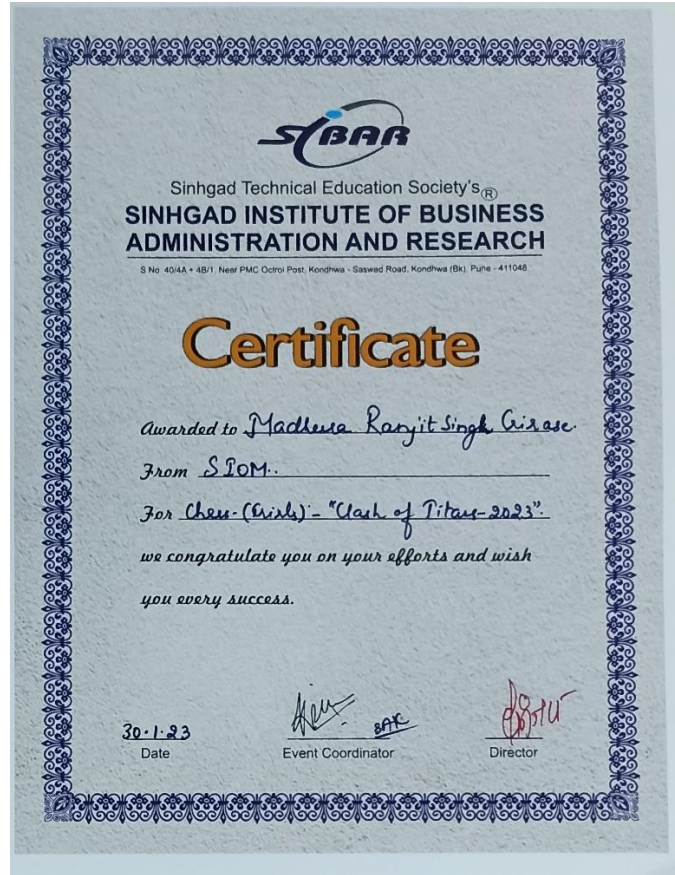 SIBAR
Sinhgad Technical Education Society's ®
SINHGAD INSTITUTE OF BUSINESS
ADMINISTRATION AND RESEARCH
S No. 40/4A + 4B/1, Near PMC Octroi Post, Kondhwa - Saswad Road, Kondhwa (Bk), Pune - 411048
Certificate
Awarded to Ranjit Singh Girase.
From SIOM.
For Chess-(Girls)-"Clash of Titans-2023".
we congratulate you on your efforts and wish
you every success.
30.1.23
Date
Event Coordinator
Director